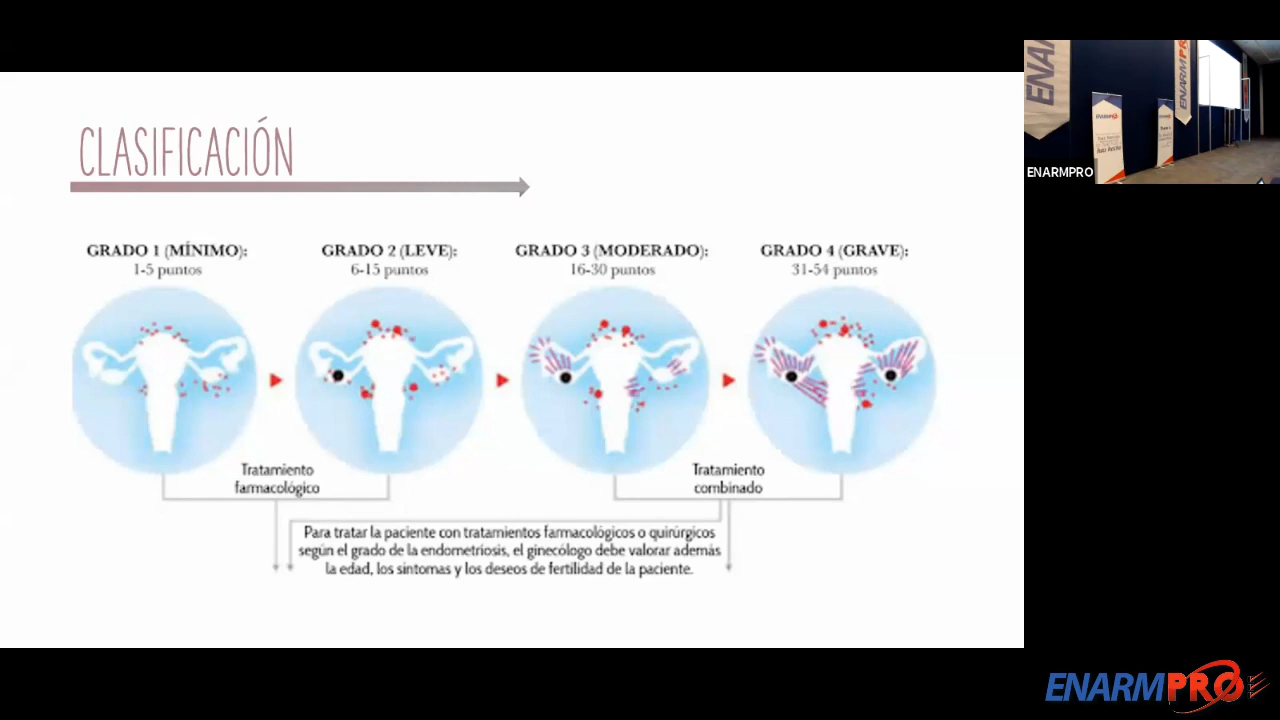 CLASIFICACIÓN
GRADO 1 (MÍNIMO):
1-5 puntos
GRADO 2 (LEVE):
6-15 puntos
GRADO 3 (MODERADO):
16-30 puntos
GRADO 4 (GRAVE):
31-54 puntos
Tratamiento
farmacológico
Tratamiento
combinado
Para tratar la paciente con tratamientos farmacológicos o quirúrgicos
según el grado de la endometriosis, el ginecólogo debe valorar además
la edad, los síntomas y los deseos de fertilidad de la paciente.
ENA
ENARMPR
ENARMPRO
ENARMPRO
ENARMPRO